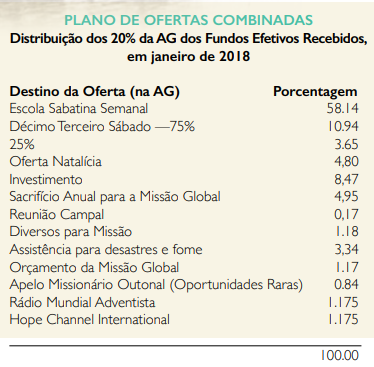 PLANO DE OFERTAS COMBINADAS
Distribuição dos 20% da AG dos Fundos Efetivos Recebidos,
em janeiro de 2018
Destino da Oferta (na AG) Porcentagem
Escola Sabatina Semanal 58.14
Décimo Terceiro Sábado —75% 10.94
25% 3.65
Oferta Natalícia 4,80
Investimento 8,47
Sacrifício Anual para a Missão Global 4,95
Reunião Campal 0,17
Diversos para Missão 1.18
Assistência para desastres e fome 3,34
Orçamento da Missão Global 1.17
Apelo Missionário Outonal (Oportunidades Raras) 0.84
Rádio Mundial Adventista 1.175
Hope Channel International 1.175
100.00